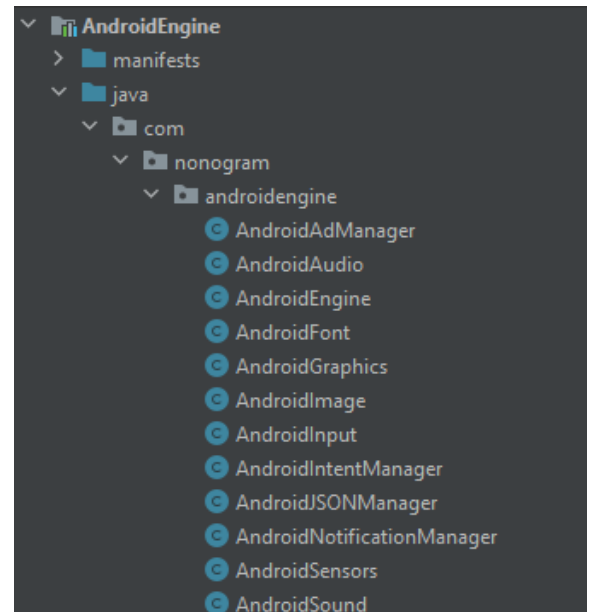 AndroidEngine
manifests
java
com
nonogram
androidengine
AndroidAdManager
AndroidAudio
AndroidEngine
AndroidFont
AndroidGraphics
AndroidImage
AndroidInput
AndroidIntentManager
AndroidJSONManager
AndroidNotificationManager
AndroidSensors
AndroidSound